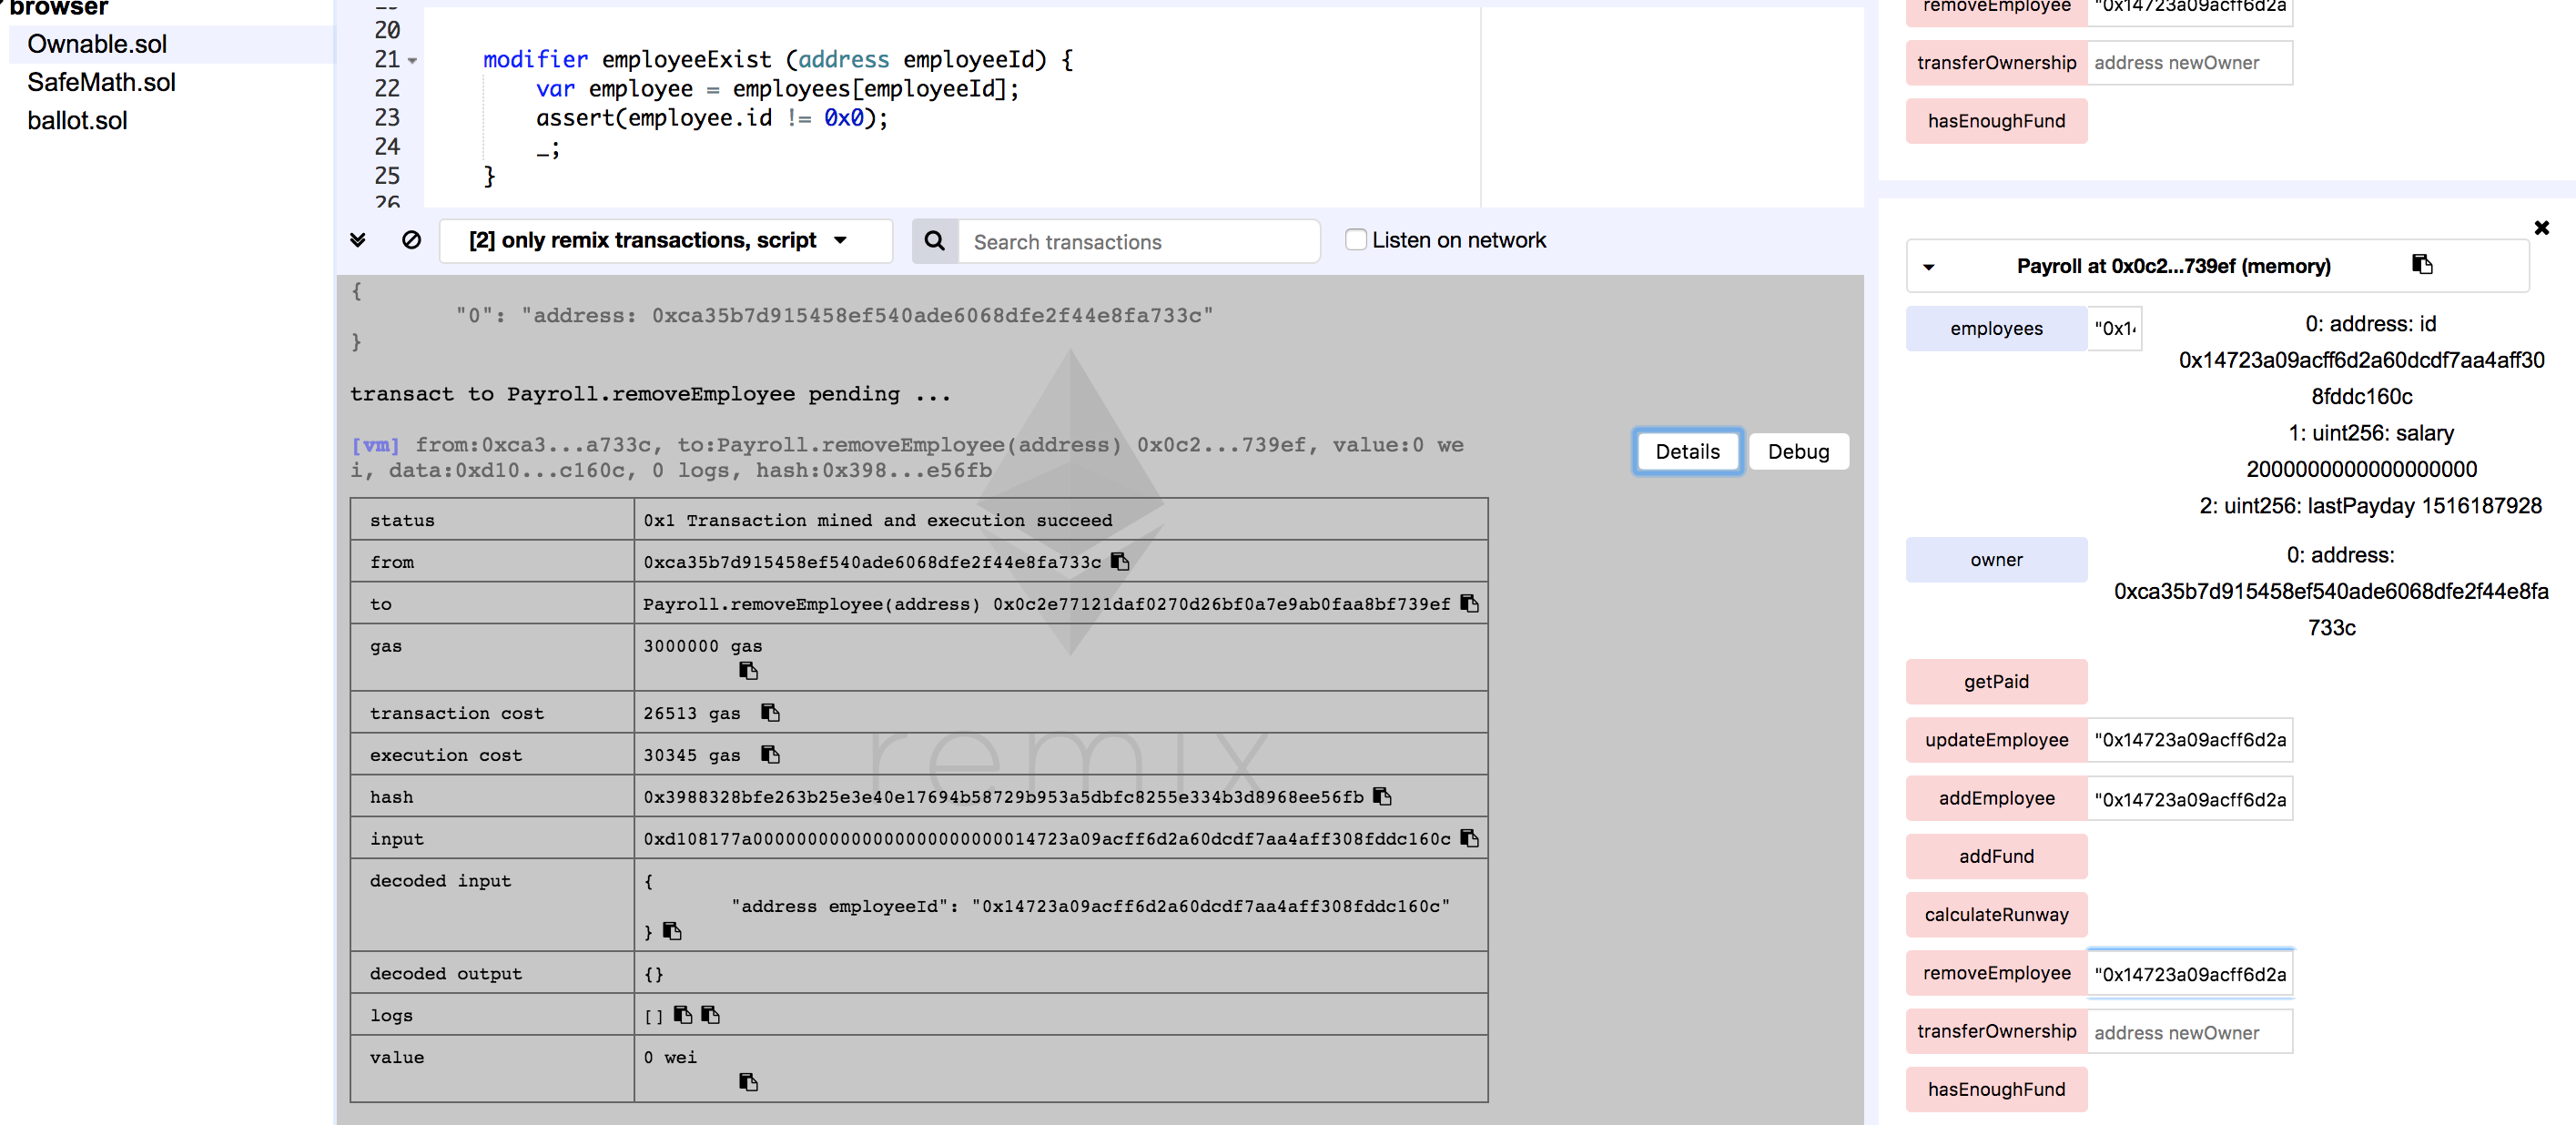 browser
Ownable.sol
SafeMath.sol
ballot.sol
20
21 modifier employeeExist (address employeeId) {
22 var employee = employees[employeeId];
23 assert(employee.id != 0x0);
24 _;
25 }
26
[2] only remix transactions, script
Search transactions
Listen on network
{
"0": "address: 0xca35b7d915458ef540ade6068dfe2f44e8fa733c"
}
transact to Payroll.removeEmployee pending ...
[vm] from:0xca3...a733c, to:Payroll.removeEmployee(address) 0x0c2...739ef, value:0 we
i, data:0xd10...c160c, 0 logs, hash:0x398...e56fb
Details
Debug
status 0x1 Transaction mined and execution succeed
from 0xca35b7d915458ef540ade6068dfe2f44e8fa733c
to Payroll.removeEmployee(address) 0x0c2e77121daf0270d26bf0a7e9ab0faa8bf739ef
gas 3000000 gas
transaction cost 26513 gas
execution cost 30345 gas
hash 0x3988328bfe263b25e3e40e17694b58729b953a5dbfc8255e334b3d8968ee56fb
input 0xd108177a00000000000000000000000014723a09acff6d2a60dcdf7aa4aff308fddc160c
decoded input {
"address employeeId": "0x14723a09acff6d2a60dcdf7aa4aff308fddc160c"
}
decoded output {}
logs []
value 0 wei
remix
removeEmployee "0x14723a09acff6d2a
transferOwnership address newOwner
hasEnoughFund
Payroll at 0x0c2...739ef (memory)
employees "0x14
0: address: id
0x14723a09acff6d2a60dcdf7aa4aff30
8fddc160c
1: uint256: salary
2000000000000000000
2: uint256: lastPayday 1516187928
owner
0: address:
0xca35b7d915458ef540ade6068dfe2f44e8fa
733c
getPaid
updateEmployee "0x14723a09acff6d2a
addEmployee "0x14723a09acff6d2a
addFund
calculateRunway
removeEmployee "0x14723a09acff6d2a
transferOwnership address newOwner
hasEnoughFund